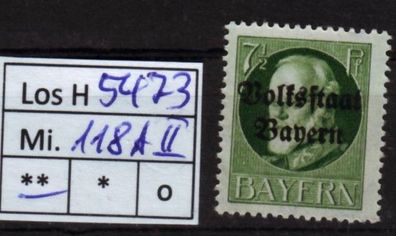 Los H 5473
Mi. 118 A II
** * o
7½ Pf
Volksstaat
Bayern
BAYERN